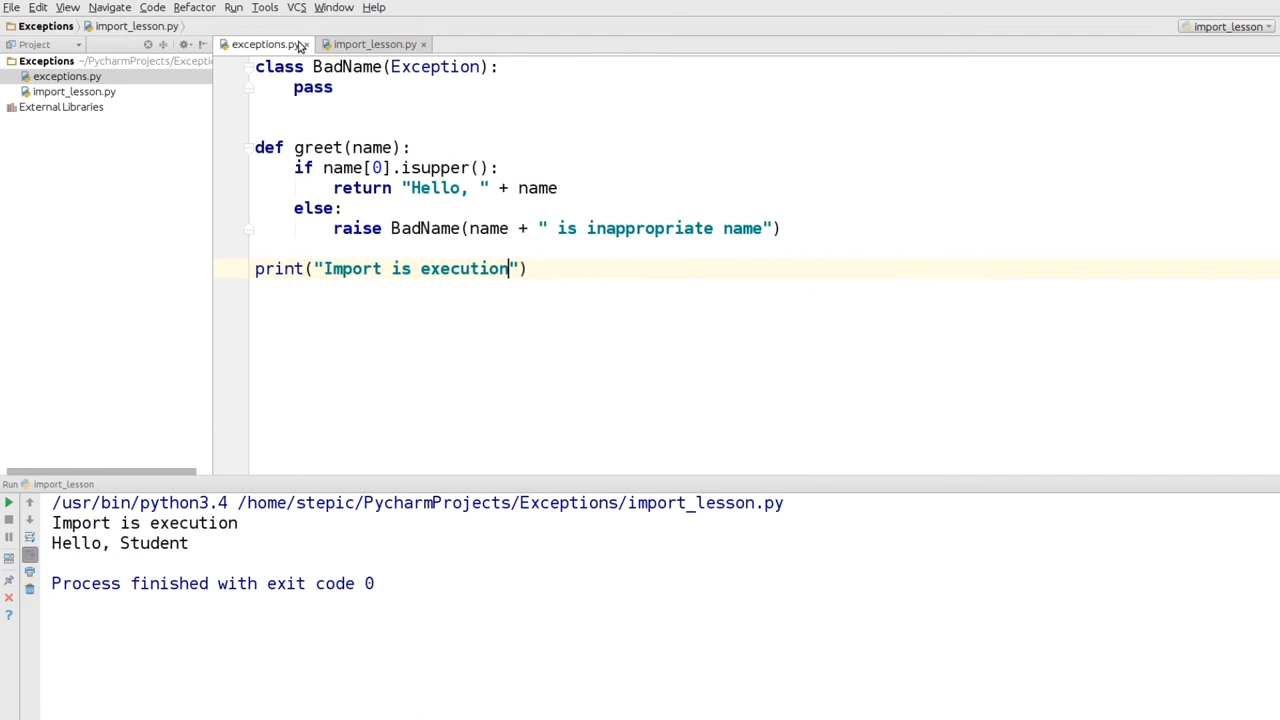 File Edit View Navigate Code Refactor Run Tools VCS Window Help
Exceptions import_lesson.py import_lesson
Project exceptions.py import_lesson.py
Exceptions ~/PycharmProjects/Exceptio
exceptions.py
import_lesson.py
External Libraries
class BadName(Exception):
pass
def greet(name):
if name[0].isupper():
return "Hello, " + name
else:
raise BadName(name + " is inappropriate name")
print("Import is execution")
Run import_lesson
/usr/bin/python3.4 /home/stepic/PycharmProjects/Exceptions/import_lesson.py
Import is execution
Hello, Student
Process finished with exit code 0